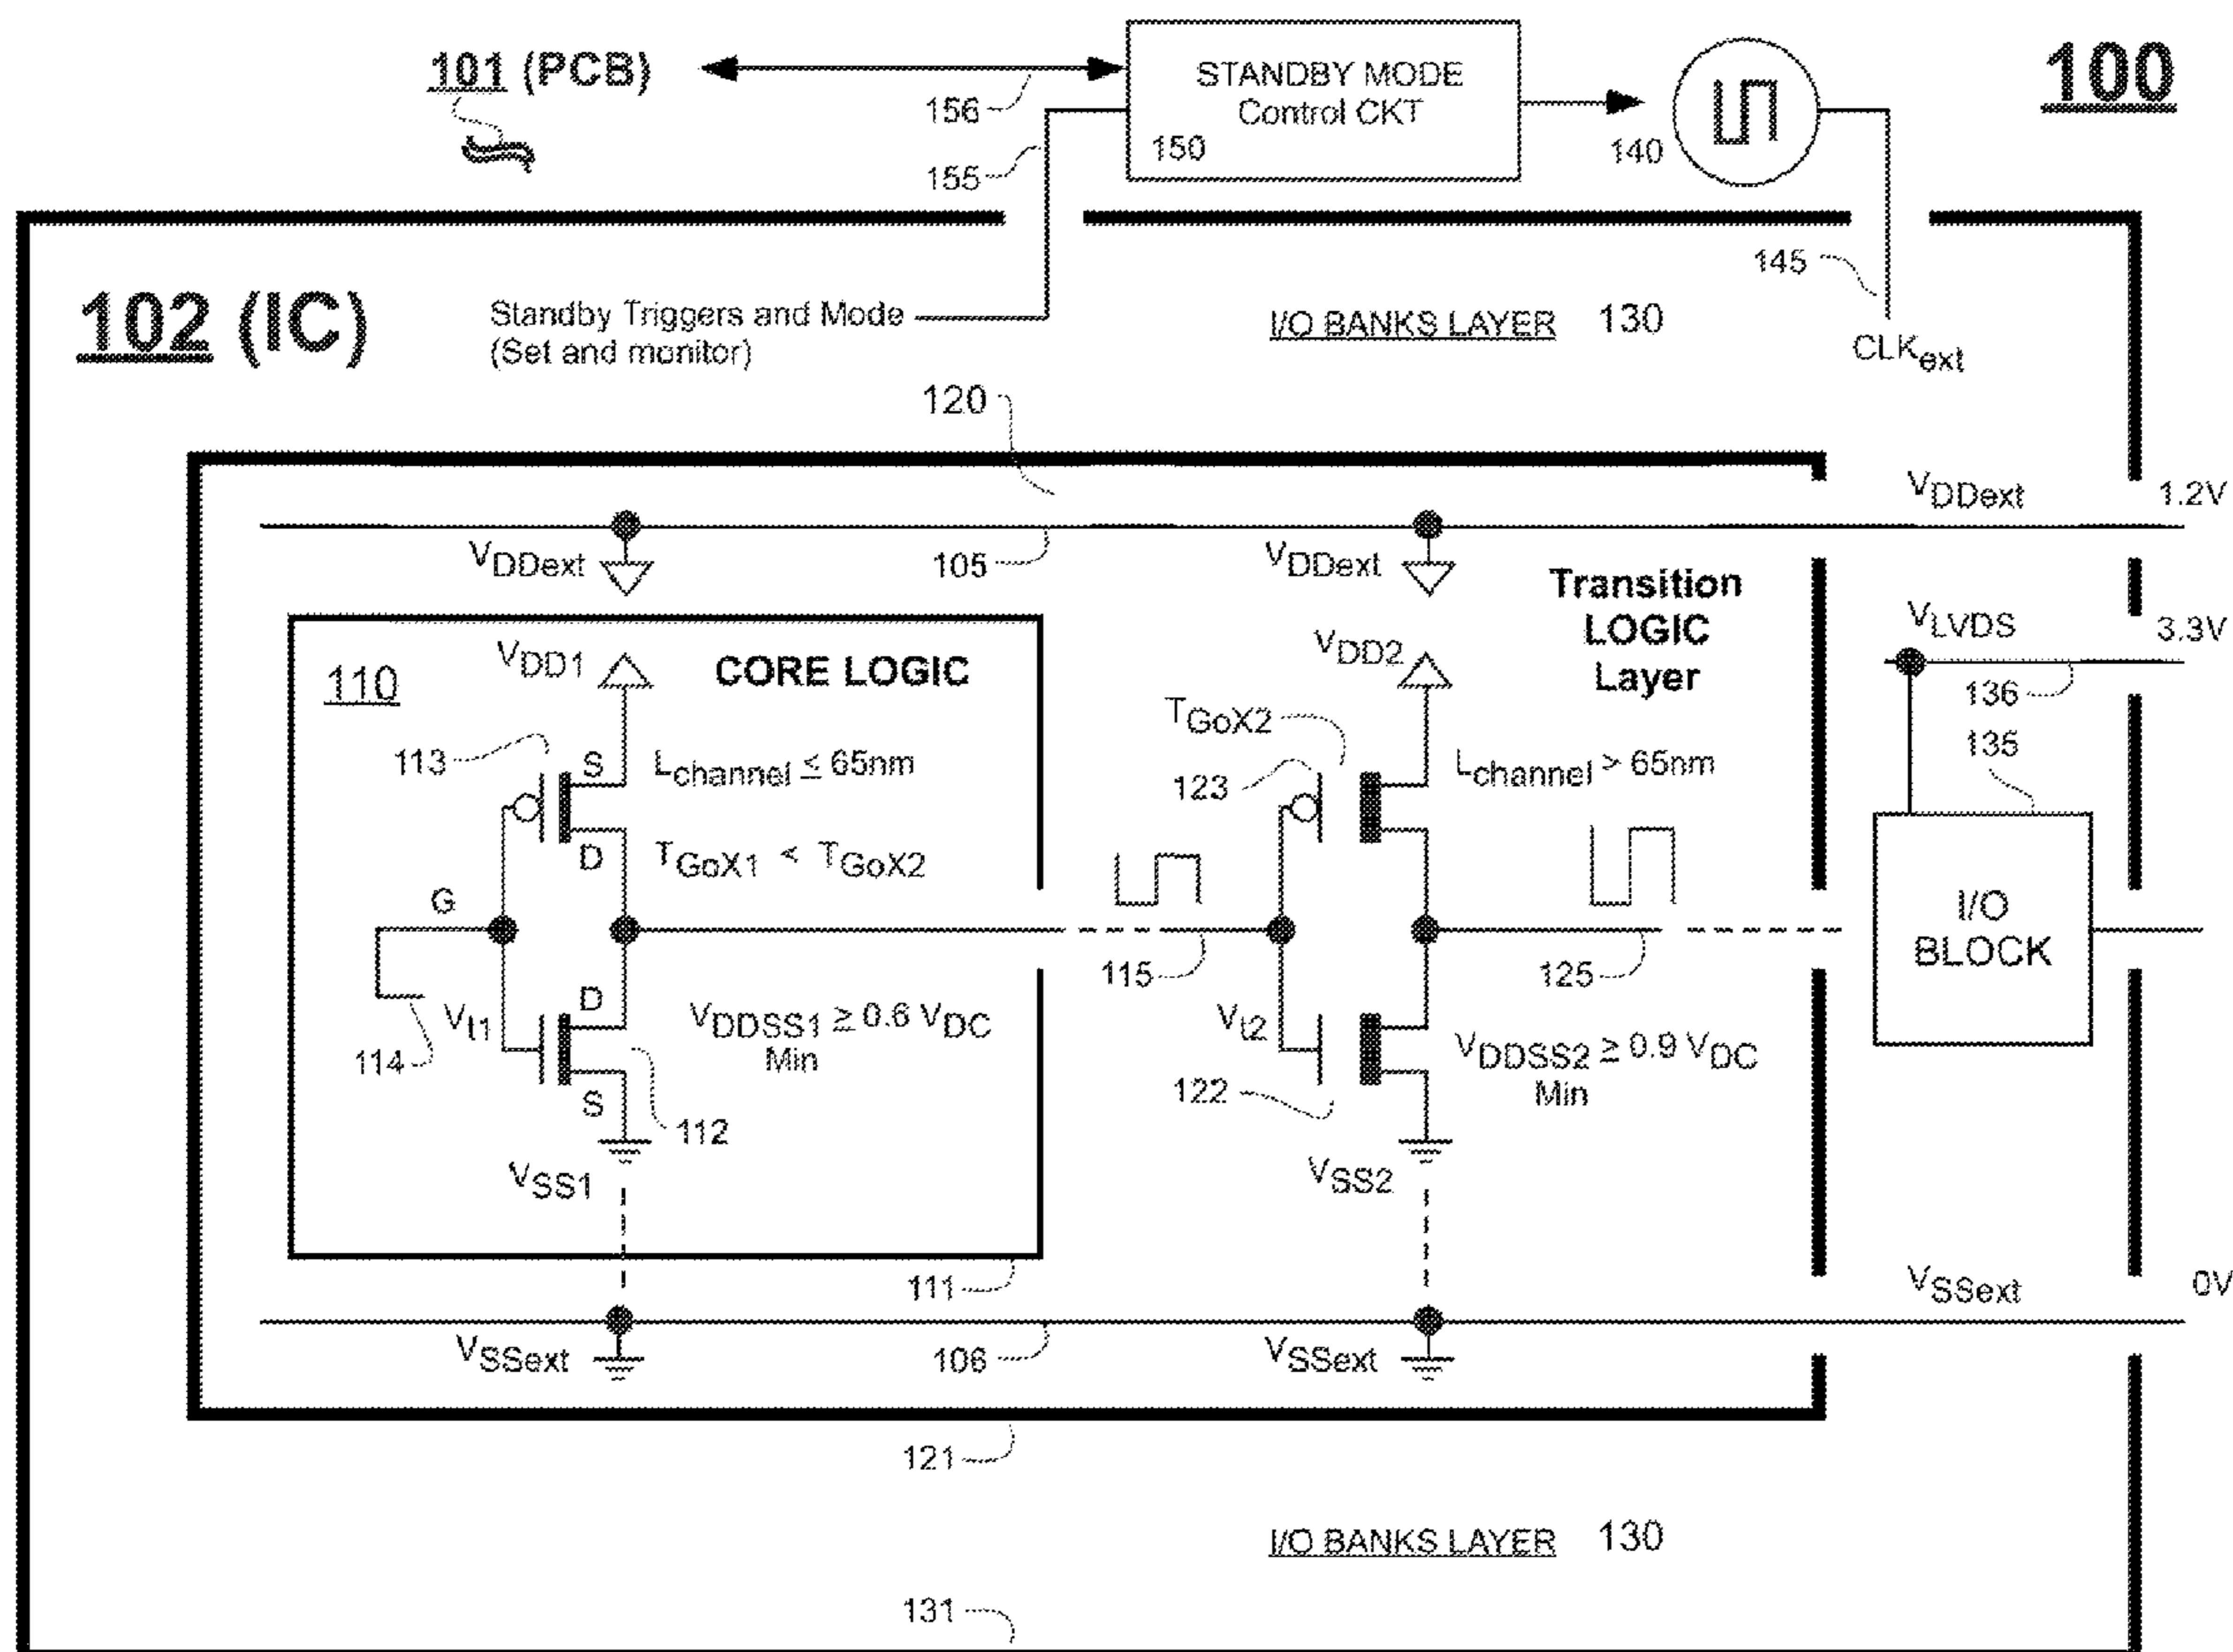 101 (PCB)
156
155
STANDBY MODE
Control CKT
150
140
100
145
102 (IC)
Standby Triggers and Mode
(Set and monitor)
I/O BANKS LAYER 130
CLKext
120
VDDext 1.2V
VDDext
105
VDDext
Transition
LOGIC
Layer
VLVDS 3.3V
136
135
110
VDD1
CORE LOGIC
VDD2
TGoX2
113
S
Lchannel ≤ 65nm
123
Lchannel > 65nm
D
TGoX1 < TGoX2
G
I/O
BLOCK
115
125
114
Vt1
D
VDDSS1 ≥ 0.6 VDC
Min
Vt2
VDDSS2 ≥ 0.9 VDC
Min
S
112
122
VSS1
VSS2
111
VSSext 0V
VSSext
106
VSSext
121
I/O BANKS LAYER 130
131